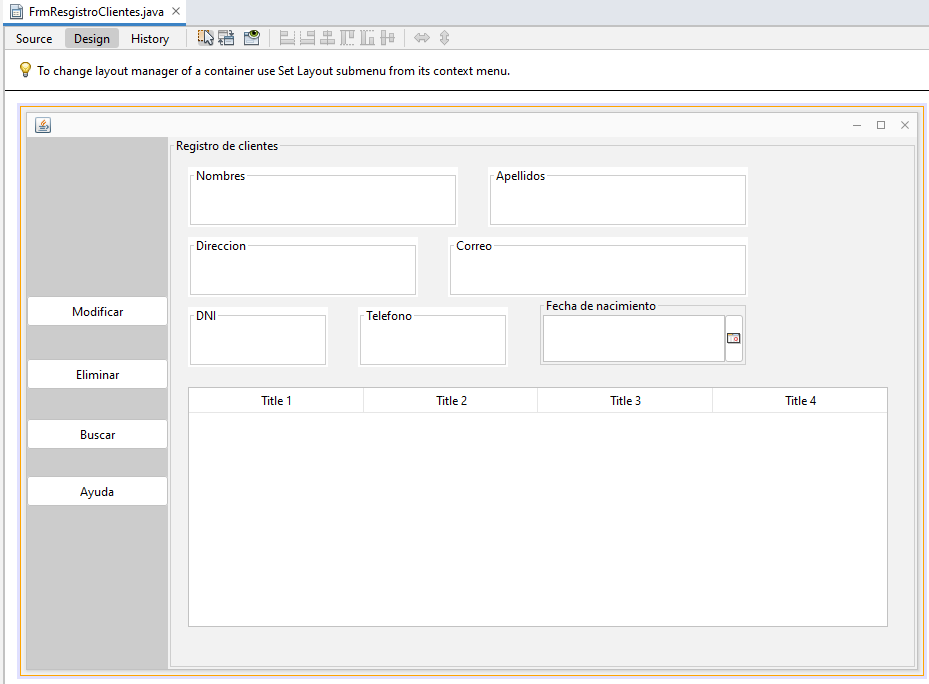 FrmResgistroClientes.java
Source Design History
To change layout manager of a container use Set Layout submenu from its context menu.
Registro de clientes
Nombres Apellidos
Direccion Correo
DNI Telefono Fecha de nacimiento
Modificar
Eliminar
Buscar
Ayuda
Title 1 Title 2 Title 3 Title 4